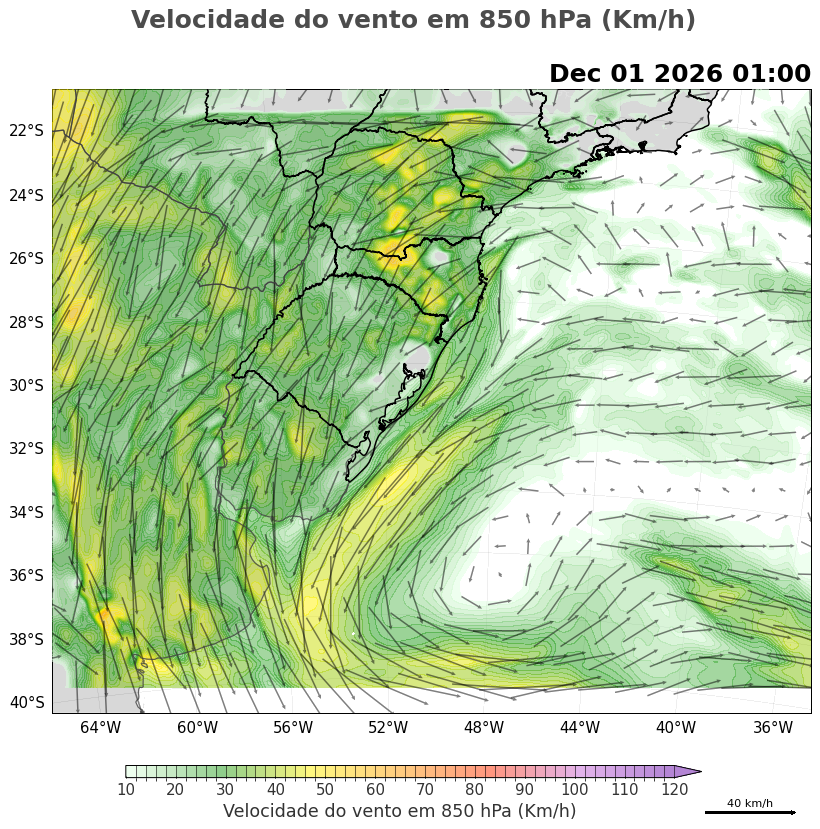 Velocidade do vento em 850 hPa (Km/h)
Dec 01 2026 01:00
22°S
24°S
26°S
28°S
30°S
32°S
34°S
36°S
38°S
40°S
64°W 60°W 56°W 52°W 48°W 44°W 40°W 36°W
10 20 30 40 50 60 70 80 90 100 110 120
Velocidade do vento em 850 hPa (Km/h)
40 km/h